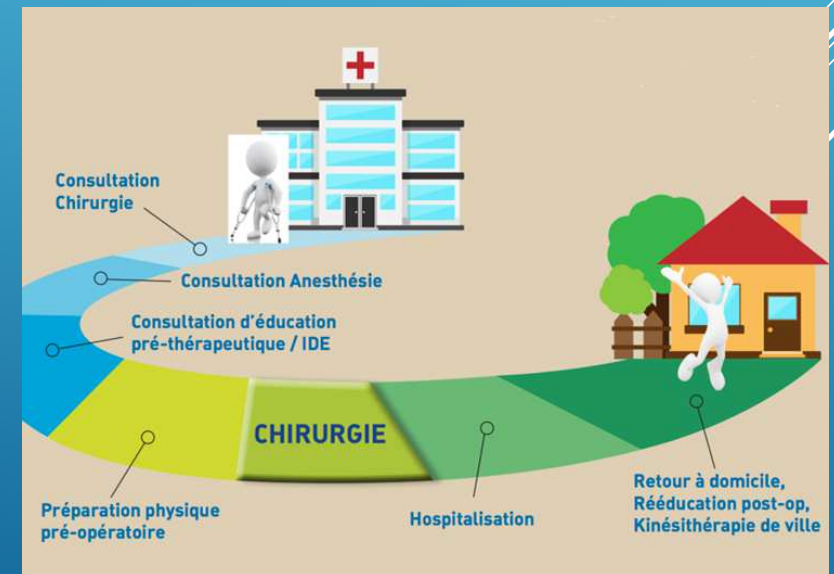 Consultation
Chirurgie
Consultation Anesthésie
Consultation d'éducation
pré-thérapeutique / IDE
CHIRURGIE
Préparation physique
pré-opératoire
Hospitalisation
Retour à domicile,
Rééducation post-op,
Kinésithérapie de ville